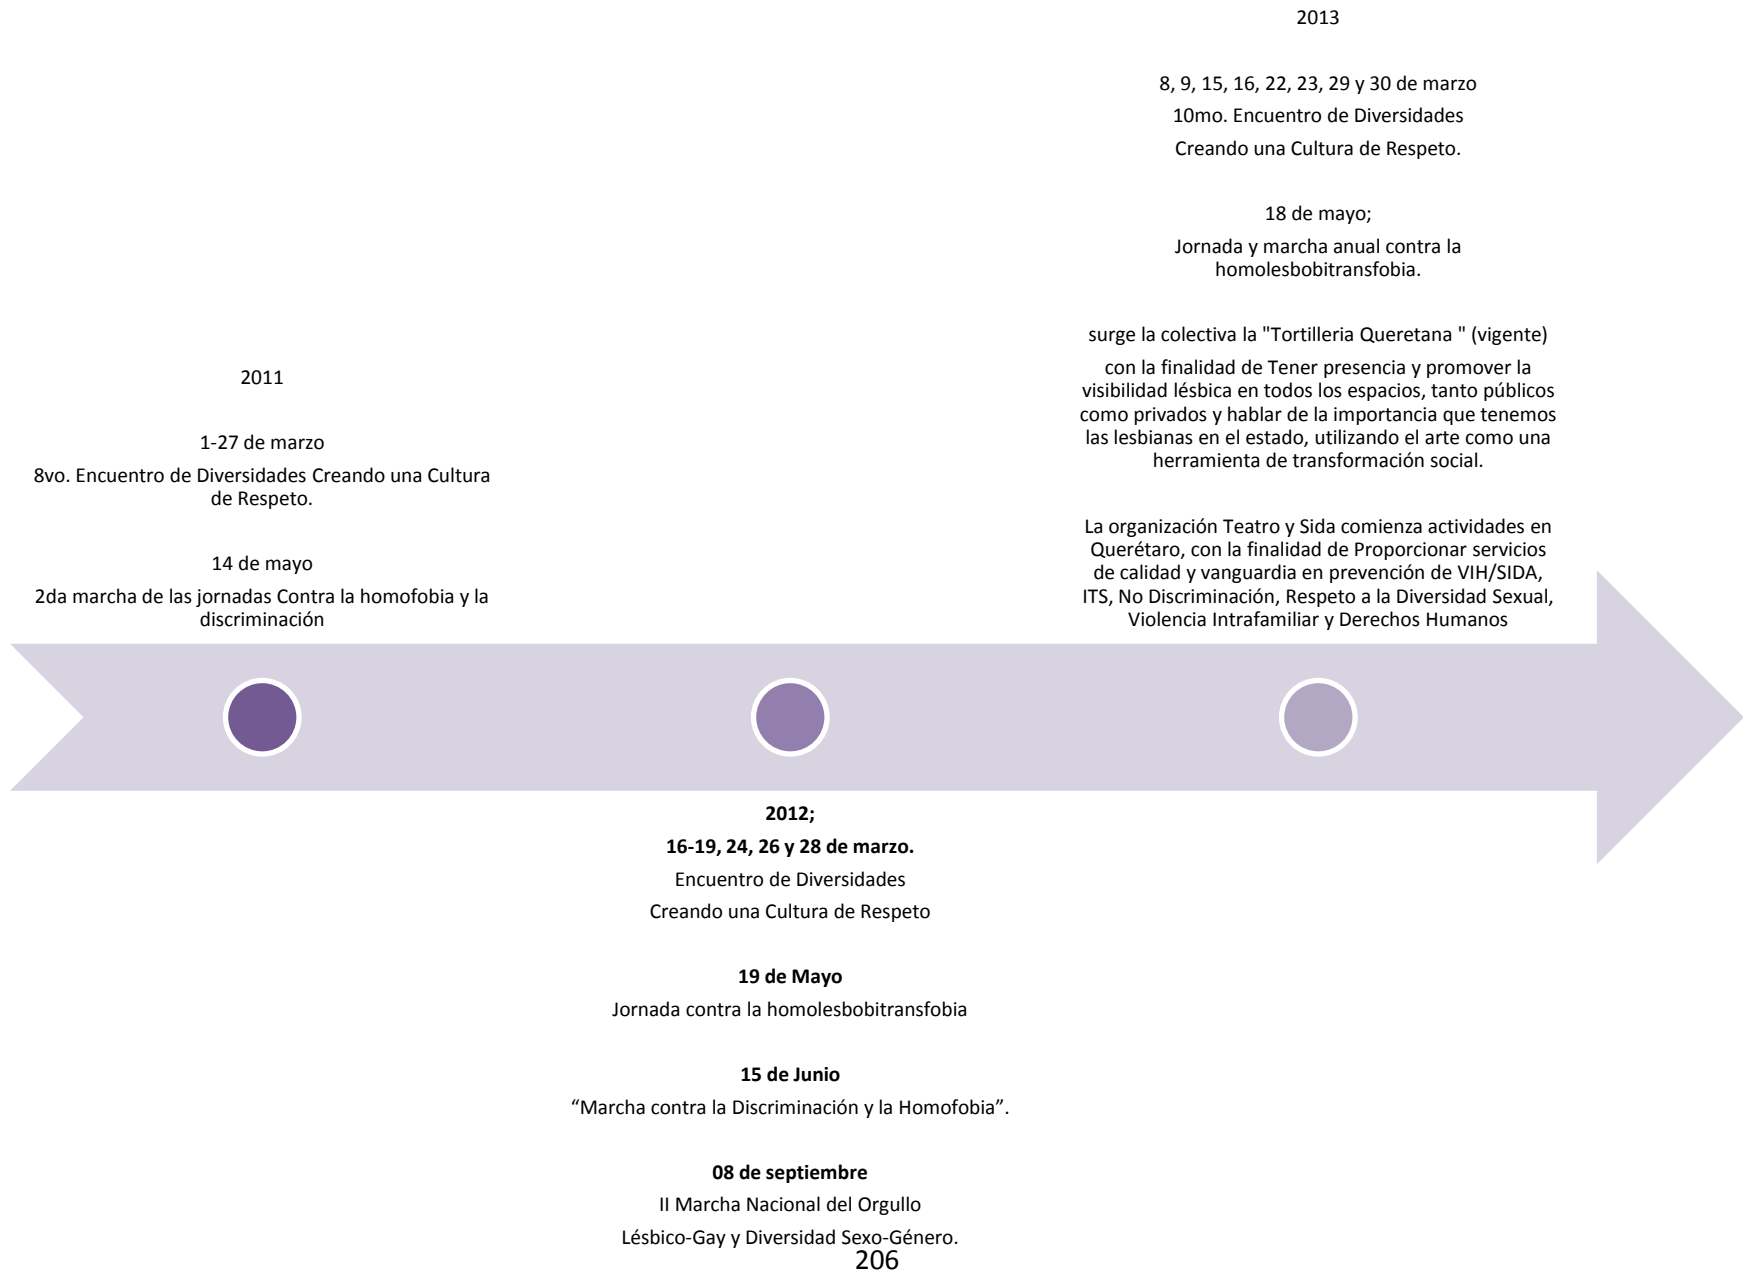 2011
1-27 de marzo
8vo. Encuentro de Diversidades Creando una Cultura
de Respeto.
14 de mayo
2da marcha de las jornadas Contra la homofobia y la
discriminación
2012;
16-19, 24, 26 y 28 de marzo.
Encuentro de Diversidades
Creando una Cultura de Respeto
19 de Mayo
Jornada contra la homolesbobitransfobia
15 de Junio
“Marcha contra la Discriminación y la Homofobia”.
08 de septiembre
II Marcha Nacional del Orgullo
Lésbico-Gay y Diversidad Sexo-Género.
2013
8, 9, 15, 16, 22, 23, 29 y 30 de marzo
10mo. Encuentro de Diversidades
Creando una Cultura de Respeto.
18 de mayo;
Jornada y marcha anual contra la
homolesbobitransfobia.
surge la colectiva la "Tortilleria Queretana " (vigente)
con la finalidad de Tener presencia y promover la
visibilidad lésbica en todos los espacios, tanto públicos
como privados y hablar de la importancia que tenemos
las lesbianas en el estado, utilizando el arte como una
herramienta de transformación social.
La organización Teatro y Sida comienza actividades en
Querétaro, con la finalidad de Proporcionar servicios
de calidad y vanguardia en prevención de VIH/SIDA,
ITS, No Discriminación, Respeto a la Diversidad Sexual,
Violencia Intrafamiliar y Derechos Humanos
206